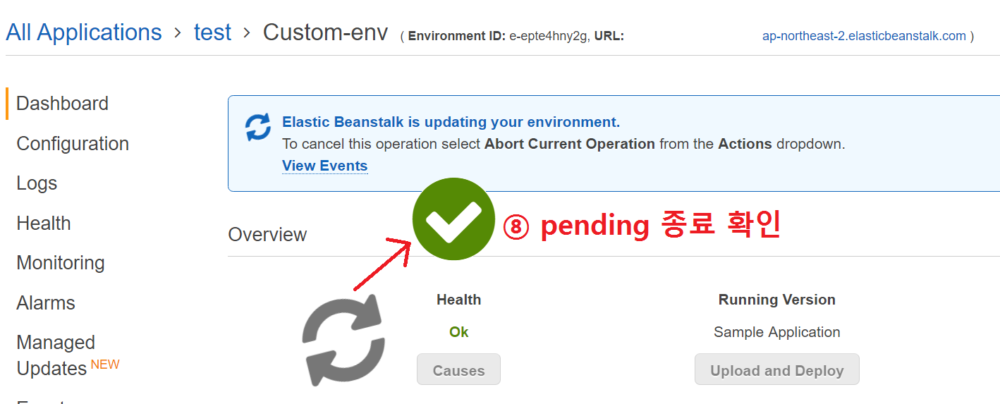 All Applications > test > Custom-env ( Environment ID: e-epte4hny2g, URL: ap-northeast-2.elasticbeanstalk.com )
Dashboard
Configuration
Logs
Health
Monitoring
Alarms
Managed
Updates NEW
Elastic Beanstalk is updating your environment.
To cancel this operation select Abort Current Operation from the Actions dropdown.
View Events
Overview
⑧ pending 종료 확인
Health
Ok
Causes
Running Version
Sample Application
Upload and Deploy